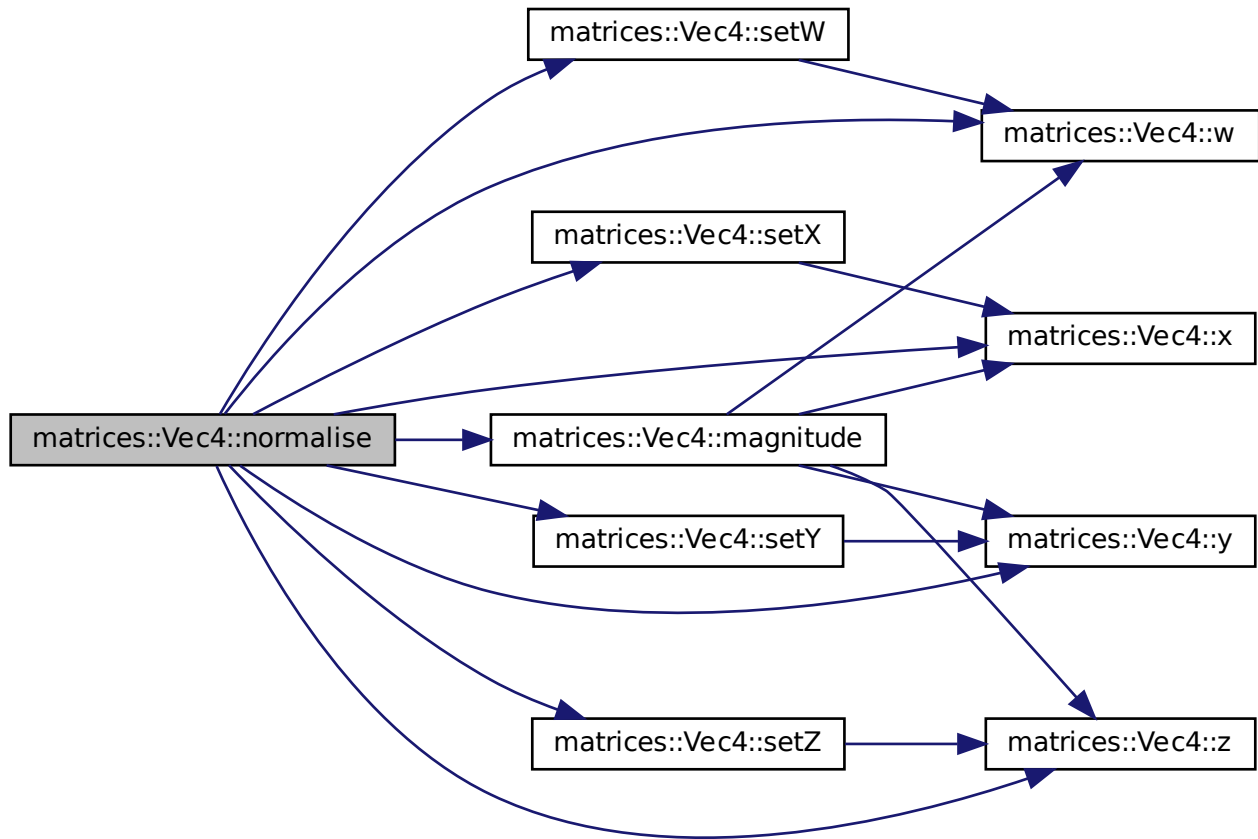 matrices::Vec4::setW
matrices::Vec4::w
matrices::Vec4::setX
matrices::Vec4::x
matrices::Vec4::normalise
matrices::Vec4::magnitude
matrices::Vec4::setY
matrices::Vec4::y
matrices::Vec4::setZ
matrices::Vec4::z